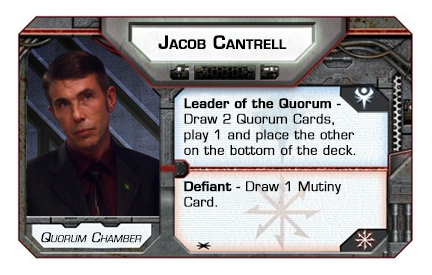 Jacob Cantrell
Leader of the Quorum -
Draw 2 Quorum Cards,
play 1 and place the other
on the bottom of the deck.
Defiant - Draw 1 Mutiny
Card.
Quorum Chamber